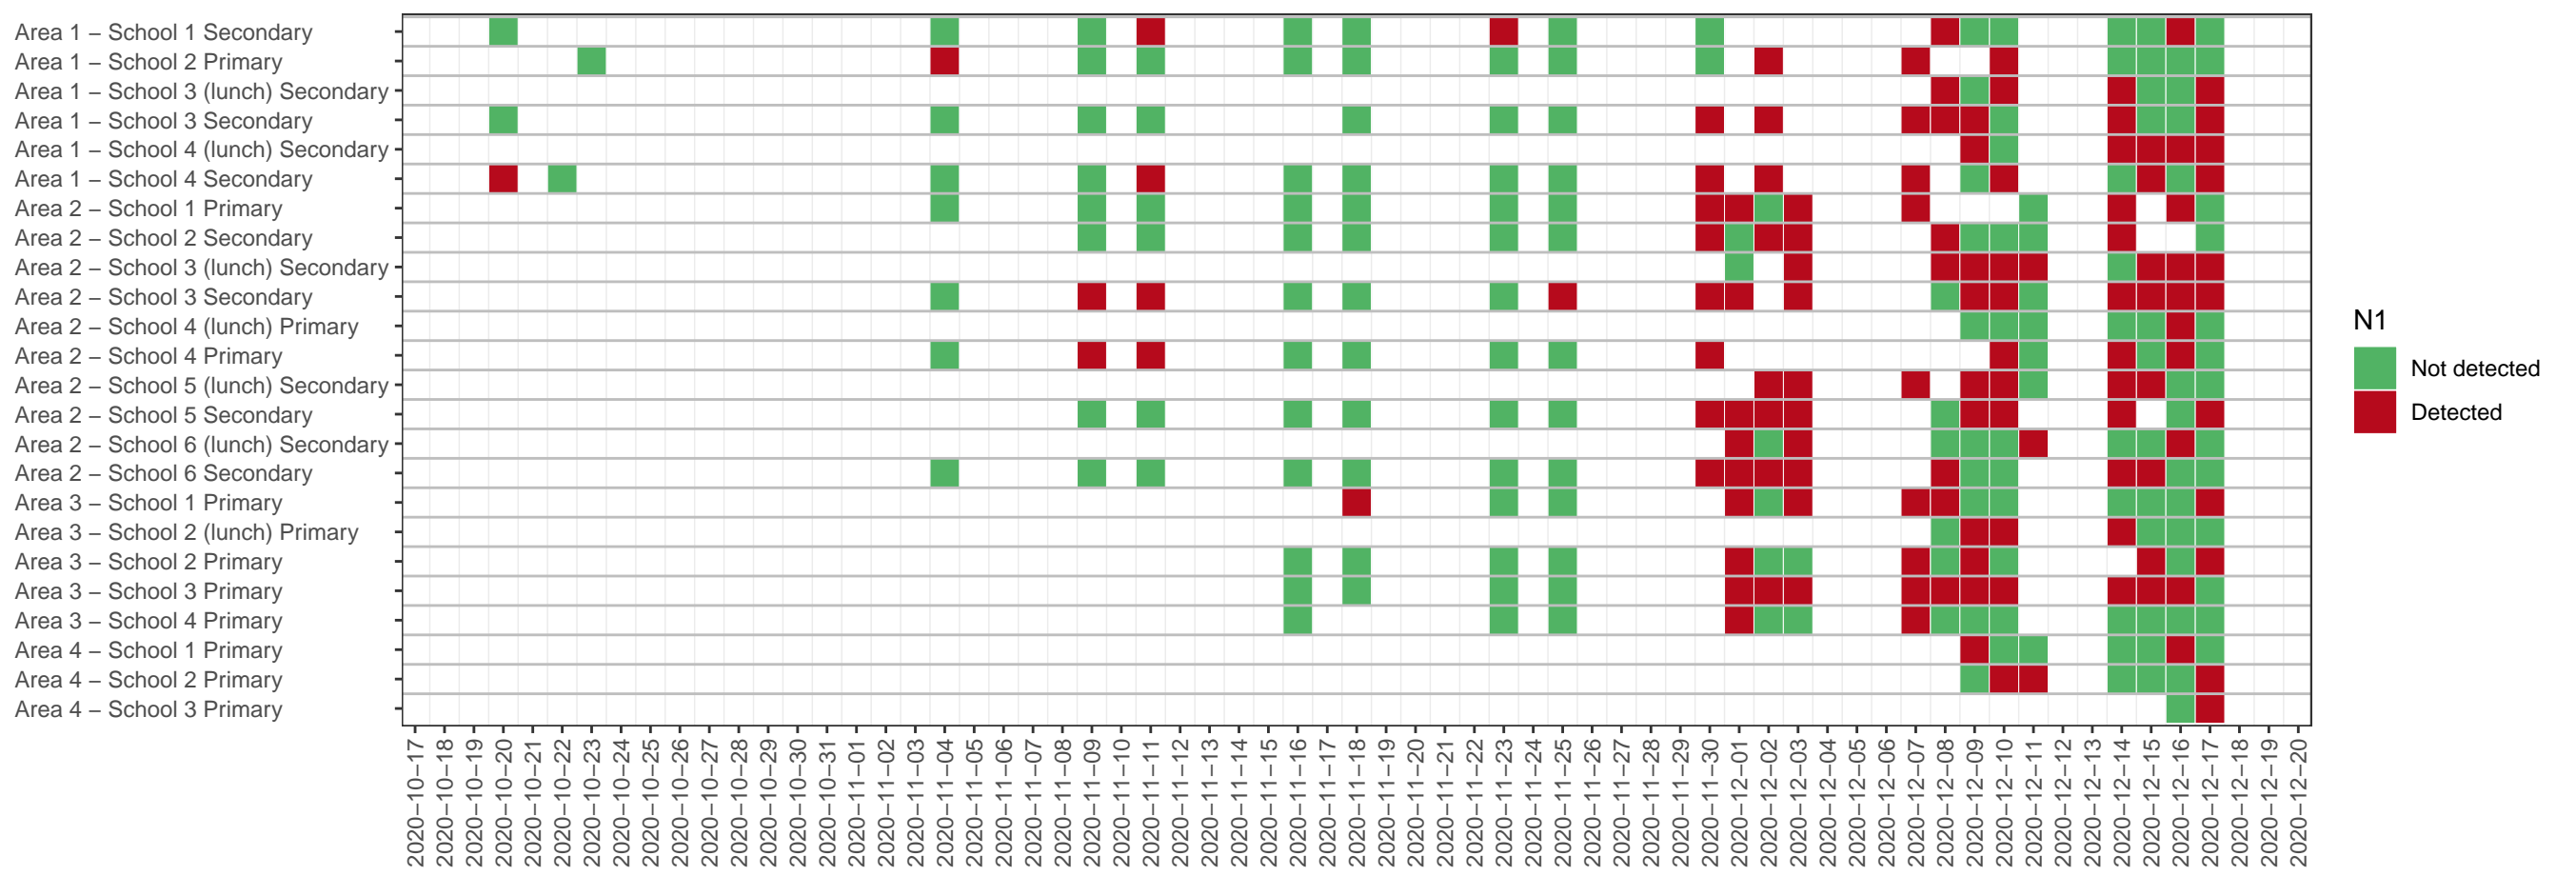 Area 1 – School 1 Secondary
Area 1 – School 2 Primary
Area 1 – School 3 (lunch) Secondary
Area 1 – School 3 Secondary
Area 1 – School 4 (lunch) Secondary
Area 1 – School 4 Secondary
Area 2 – School 1 Primary
Area 2 – School 2 Secondary
Area 2 – School 3 (lunch) Secondary
Area 2 – School 3 Secondary
Area 2 – School 4 (lunch) Primary
Area 2 – School 4 Primary
Area 2 – School 5 (lunch) Secondary
Area 2 – School 5 Secondary
Area 2 – School 6 (lunch) Secondary
Area 2 – School 6 Secondary
Area 3 – School 1 Primary
Area 3 – School 2 (lunch) Primary
Area 3 – School 2 Primary
Area 3 – School 3 Primary
Area 3 – School 4 Primary
Area 4 – School 1 Primary
Area 4 – School 2 Primary
Area 4 – School 3 Primary
2020–10–17
2020–10–18
2020–10–19
2020–10–20
2020–10–21
2020–10–22
2020–10–23
2020–10–24
2020–10–25
2020–10–26
2020–10–27
2020–10–28
2020–10–29
2020–10–30
2020–10–31
2020–11–01
2020–11–02
2020–11–03
2020–11–04
2020–11–05
2020–11–06
2020–11–07
2020–11–08
2020–11–09
2020–11–10
2020–11–11
2020–11–12
2020–11–13
2020–11–14
2020–11–15
2020–11–16
2020–11–17
2020–11–18
2020–11–19
2020–11–20
2020–11–21
2020–11–22
2020–11–23
2020–11–24
2020–11–25
2020–11–26
2020–11–27
2020–11–28
2020–11–29
2020–11–30
2020–12–01
2020–12–02
2020–12–03
2020–12–04
2020–12–05
2020–12–06
2020–12–07
2020–12–08
2020–12–09
2020–12–10
2020–12–11
2020–12–12
2020–12–13
2020–12–14
2020–12–15
2020–12–16
2020–12–17
2020–12–18
2020–12–19
2020–12–20
N1
Not detected
Detected